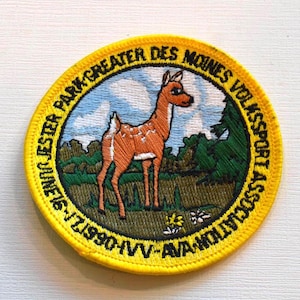 JESTER PARK·GREATER DES MOINES VOLKSSPORT ASSOCIATION·AVA·IVV·JUNE 16-17, 1990